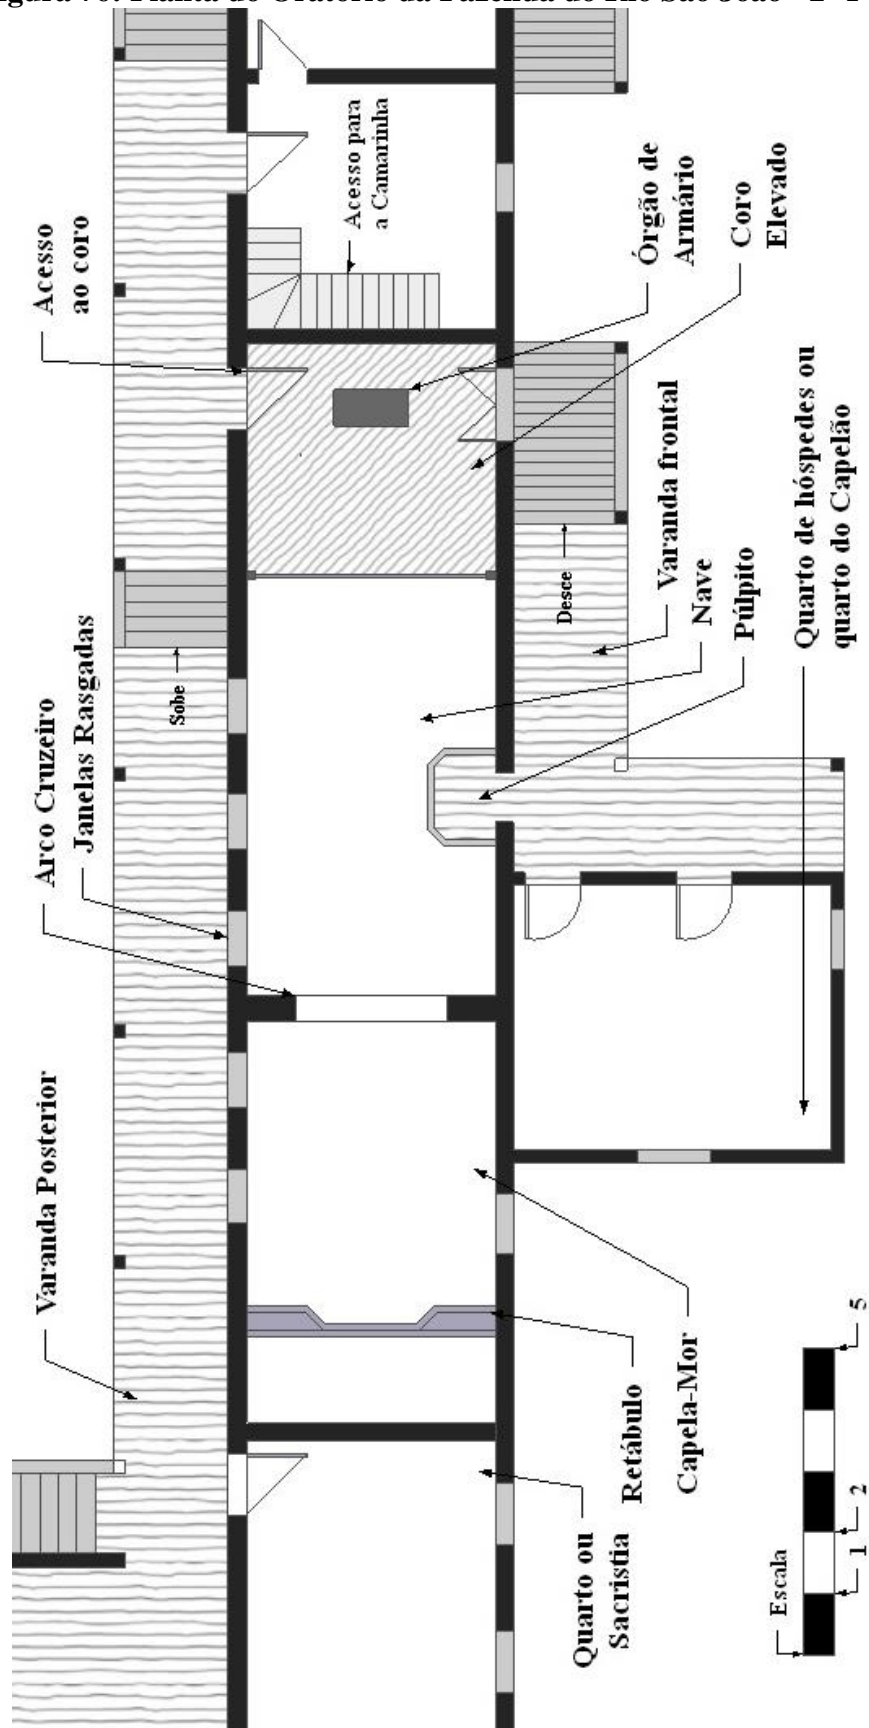 Planta do Oratório da Fazenda do Rio São João - 2º P
Varanda Posterior
Arco Cruzeiro
Janelas Rasgadas
Acesso
ao coro
Sobe
Acesso para
a Camarinha
Quarto ou
Sacristia
Retábulo
Capela-Mor
Desce
Varanda frontal
Nave
Púlpito
Quarto de hóspedes ou
quarto do Capelão
Órgão de
Armário
Coro
Elevado
Escala
1
2
5